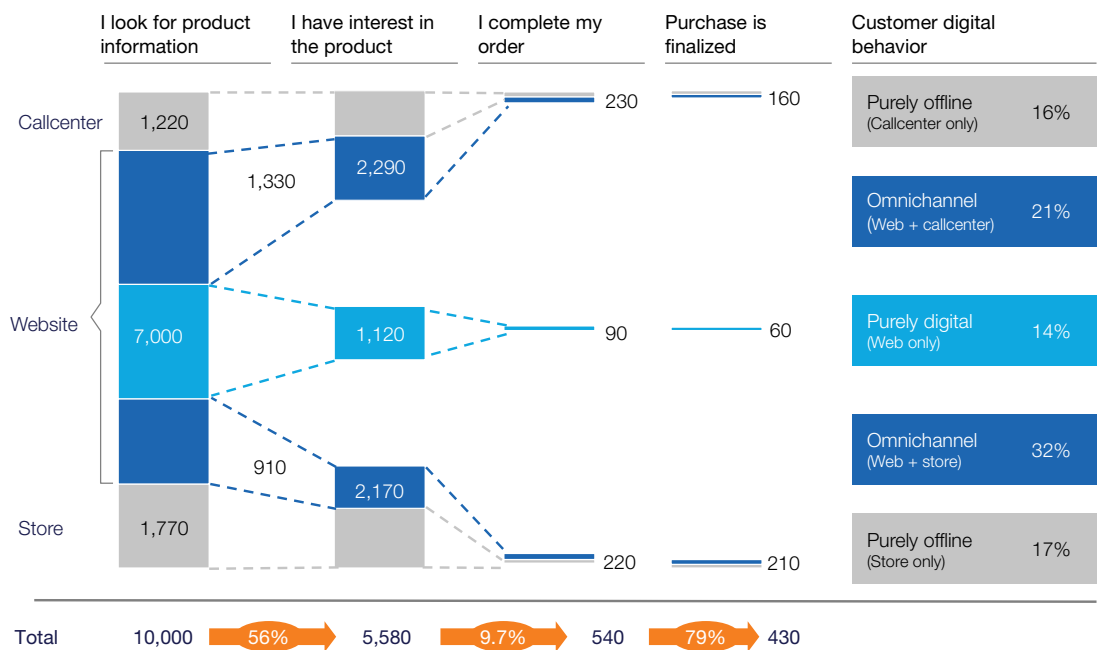 I look for product
information
I have interest in
the product
I complete my
order
Purchase is
finalized
Customer digital
behavior
Callcenter
1,220
230
160
Purely offline
(Callcenter only)
16%
1,330
2,290
Omnichannel
(Web + callcenter)
21%
Website
7,000
1,120
90
60
Purely digital
(Web only)
14%
910
2,170
Omnichannel
(Web + store)
32%
Store
1,770
220
210
Purely offline
(Store only)
17%
Total
10,000
56%
5,580
9.7%
540
79%
430